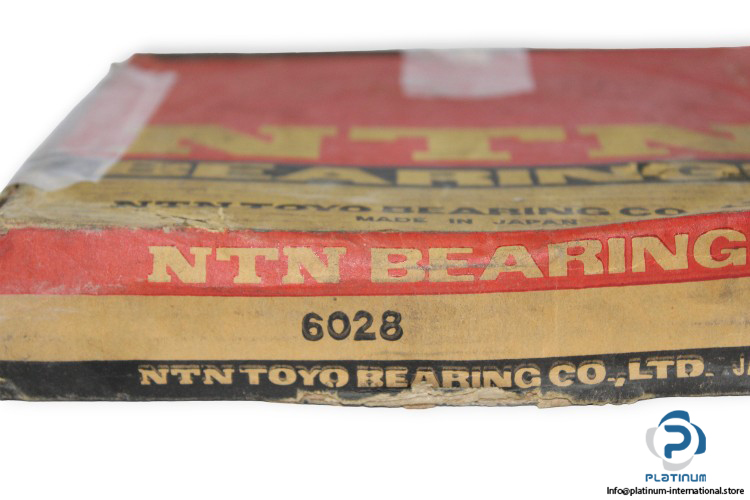 NTN
BEARING
NTN TOYO BEARING CO.
MADE IN JAPAN
NTN BEARING
6028
NTN TOYO BEARING CO., LTD. JA
PLATINUM
Info@platinum-international.store